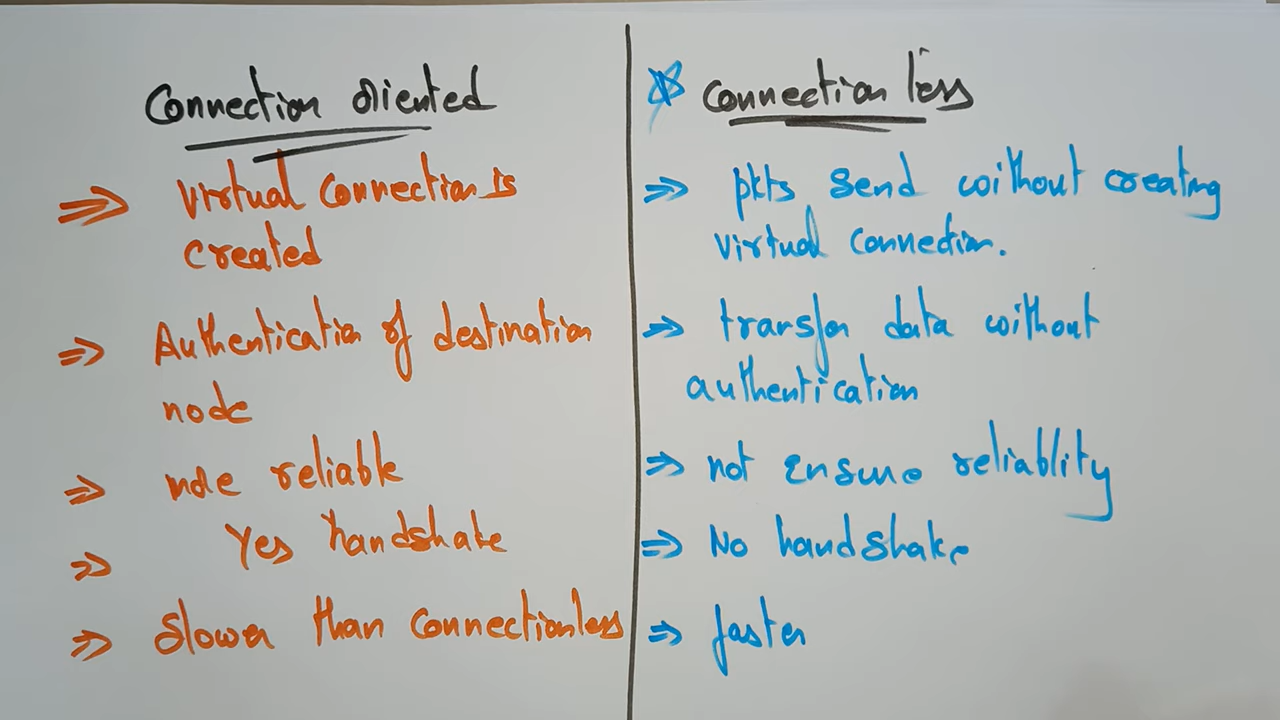 Connection oriented
⇒ virtual connection is
created
⇒ Authentication of destination
node
⇒ more reliable
⇒ Yes handshake
⇒ slower than connectionless
☆ connection less
⇒ pkts send without creating
virtual connection.
⇒ transfer data without
authentication
⇒ not ensure reliablity
⇒ No handshake
⇒ faster